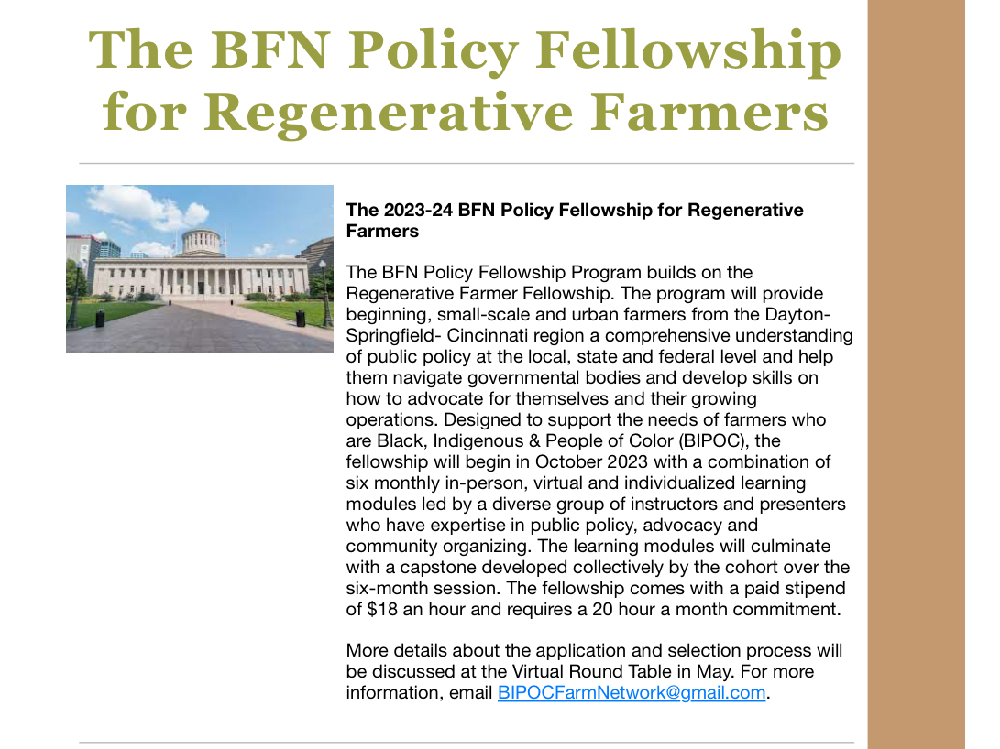 The BFN Policy Fellowship
for Regenerative Farmers
The 2023-24 BFN Policy Fellowship for Regenerative
Farmers
The BFN Policy Fellowship Program builds on the
Regenerative Farmer Fellowship. The program will provide
beginning, small-scale and urban farmers from the Dayton-
Springfield- Cincinnati region a comprehensive understanding
of public policy at the local, state and federal level and help
them navigate governmental bodies and develop skills on
how to advocate for themselves and their growing
operations. Designed to support the needs of farmers who
are Black, Indigenous & People of Color (BIPOC), the
fellowship will begin in October 2023 with a combination of
six monthly in-person, virtual and individualized learning
modules led by a diverse group of instructors and presenters
who have expertise in public policy, advocacy and
community organizing. The learning modules will culminate
with a capstone developed collectively by the cohort over the
six-month session. The fellowship comes with a paid stipend
of $18 an hour and requires a 20 hour a month commitment.
More details about the application and selection process will
be discussed at the Virtual Round Table in May. For more
information, email BIPOCFarmNetwork@gmail.com.